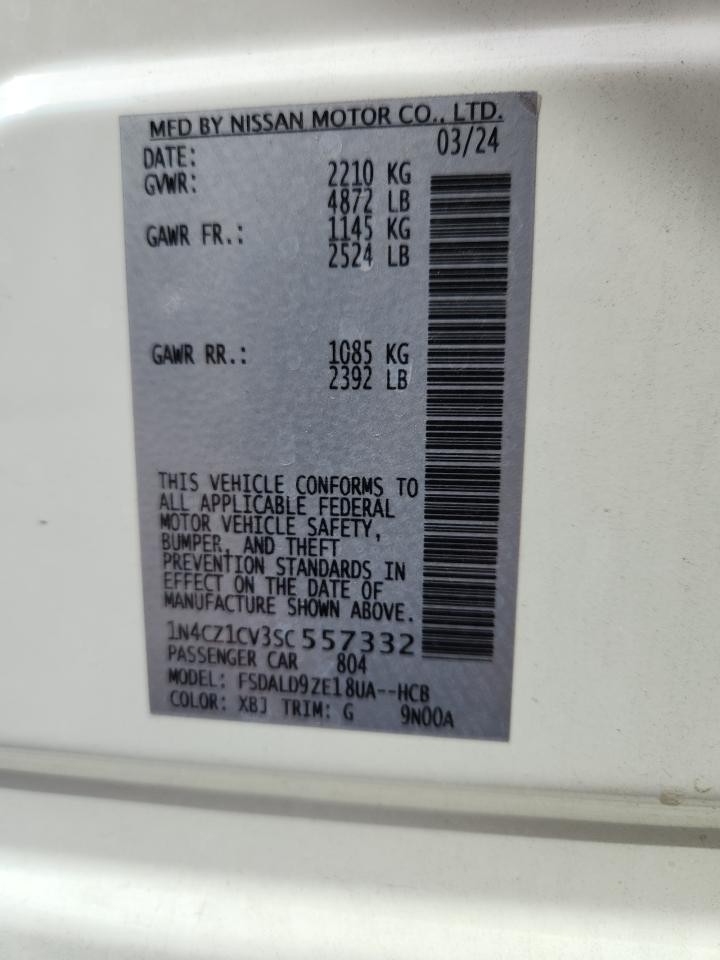 MFD BY NISSAN MOTOR CO., LTD.
DATE: 03/24
GVWR: 2210 KG
4872 LB
GAWR FR.: 1145 KG
2524 LB
GAWR RR.: 1085 KG
2392 LB
THIS VEHICLE CONFORMS TO
ALL APPLICABLE FEDERAL
MOTOR VEHICLE SAFETY,
BUMPER, AND THEFT
PREVENTION STANDARDS IN
EFFECT ON THE DATE OF
MANUFACTURE SHOWN ABOVE.
1N4CZ1CV3SC557332
PASSENGER CAR 804
MODEL: FSDALD9ZE18UA--HCB
COLOR: XBJ TRIM: G 9N00A